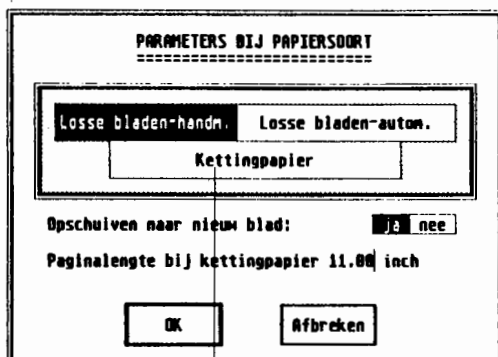 PARAMETERS BIJ PAPIERSOORT
==========================
Losse bladen-handm. Losse bladen-autom.
Kettingpapier
Opschuiven naar nieuw blad: ja nee
Paginalengte bij kettingpapier 11.00 inch
OK Afbreken